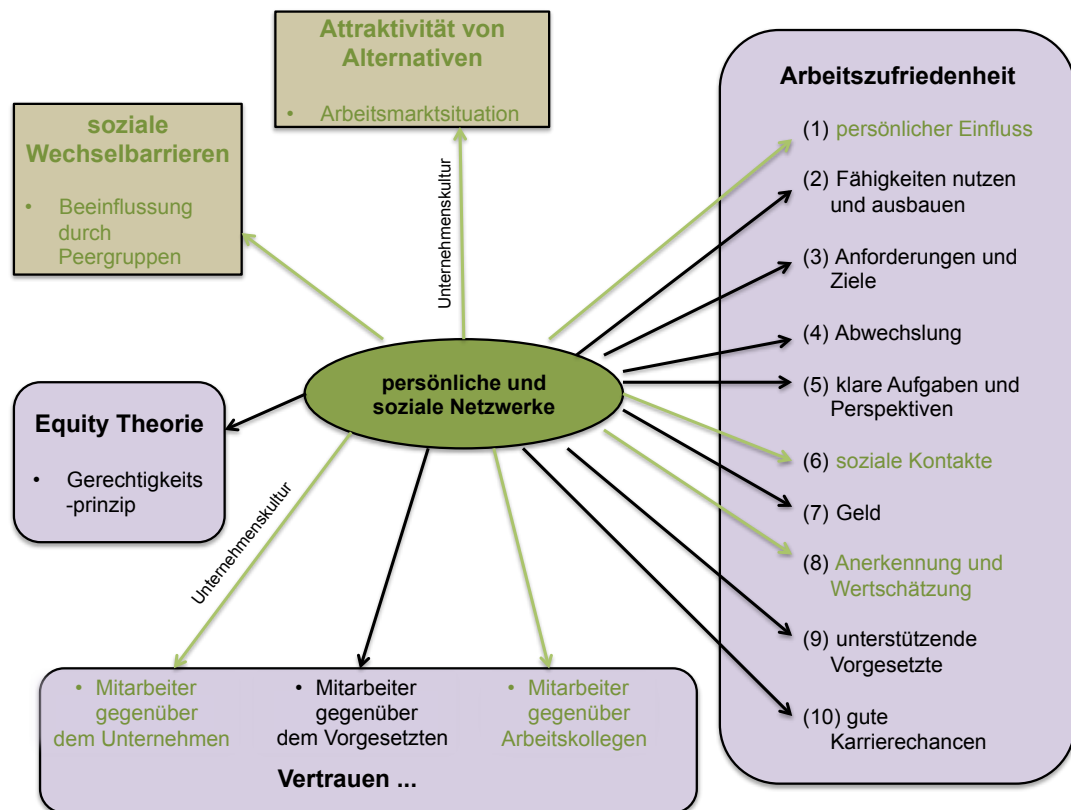 Attraktivität von
Alternativen
• Arbeitsmarktsituation
soziale
Wechselbarrieren
• Beeinflussung
durch
Peergruppen
Unternehmenskultur
persönliche und
soziale Netzwerke
Equity Theorie
• Gerechtigkeits
-prinzip
Unternehmenskultur
• Mitarbeiter
gegenüber
dem Unternehmen
• Mitarbeiter
gegenüber
dem Vorgesetzten
• Mitarbeiter
gegenüber
Arbeitskollegen
Vertrauen ...
Arbeitszufriedenheit
(1) persönlicher Einfluss
(2) Fähigkeiten nutzen
und ausbauen
(3) Anforderungen und
Ziele
(4) Abwechslung
(5) klare Aufgaben und
Perspektiven
(6) soziale Kontakte
(7) Geld
(8) Anerkennung und
Wertschätzung
(9) unterstützende
Vorgesetzte
(10) gute
Karrierechancen